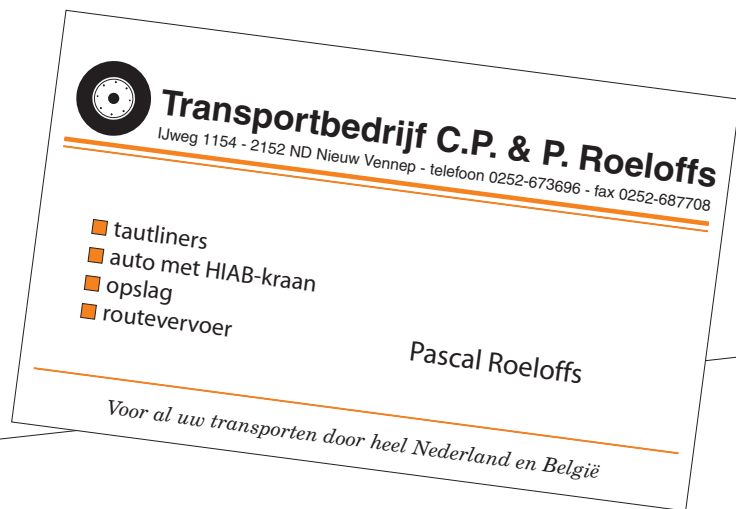 Transportbedrijf C.P. & P. Roeloffs
IJweg 1154 - 2152 ND Nieuw Vennep - telefoon 0252-673696 - fax 0252-687708
tautliners
auto met HIAB-kraan
opslag
routevervoer
Pascal Roeloffs
Voor al uw transporten door heel Nederland en België